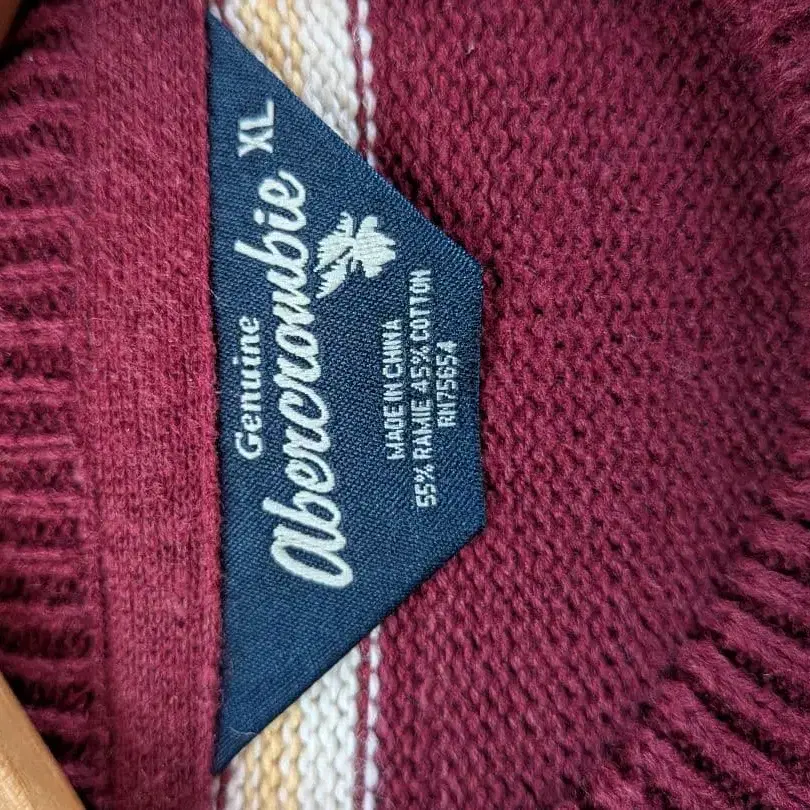 Genuine
Abercrombie XL
MADE IN CHINA
55% RAMIE 45% COTTON
RN75654